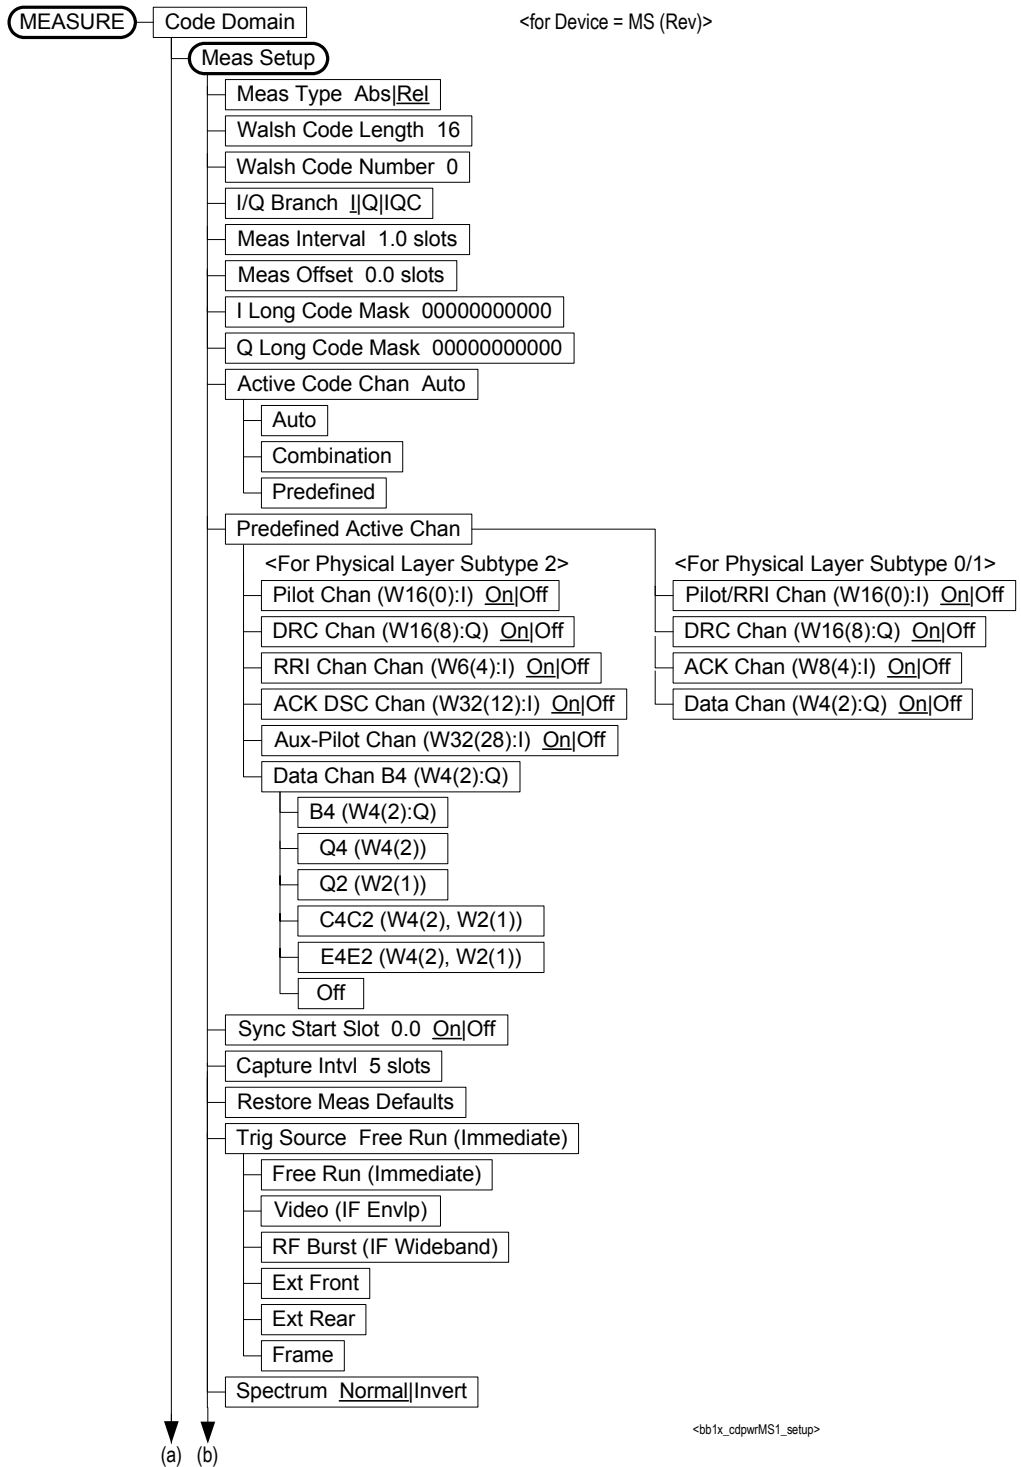 MEASURE Code Domain <for Device = MS (Rev)>
Meas Setup
Meas Type Abs|Rel
Walsh Code Length 16
Walsh Code Number 0
I/Q Branch I|Q|IQC
Meas Interval 1.0 slots
Meas Offset 0.0 slots
I Long Code Mask 00000000000
Q Long Code Mask 00000000000
Active Code Chan Auto
Auto
Combination
Predefined
Predefined Active Chan
<For Physical Layer Subtype 2>
Pilot Chan (W16(0):I) On|Off
DRC Chan (W16(8):Q) On|Off
RRI Chan Chan (W6(4):I) On|Off
ACK DSC Chan (W32(12):I) On|Off
Aux-Pilot Chan (W32(28):I) On|Off
Data Chan B4 (W4(2):Q)
B4 (W4(2):Q)
Q4 (W4(2))
Q2 (W2(1))
C4C2 (W4(2), W2(1))
E4E2 (W4(2), W2(1))
Off
<For Physical Layer Subtype 0/1>
Pilot/RRI Chan (W16(0):I) On|Off
DRC Chan (W16(8):Q) On|Off
ACK Chan (W8(4):I) On|Off
Data Chan (W4(2):Q) On|Off
Sync Start Slot 0.0 On|Off
Capture Intvl 5 slots
Restore Meas Defaults
Trig Source Free Run (Immediate)
Free Run (Immediate)
Video (IF Envlp)
RF Burst (IF Wideband)
Ext Front
Ext Rear
Frame
Spectrum Normal|Invert
<bb1x_cdpwrMS1_setup>
(a) (b)